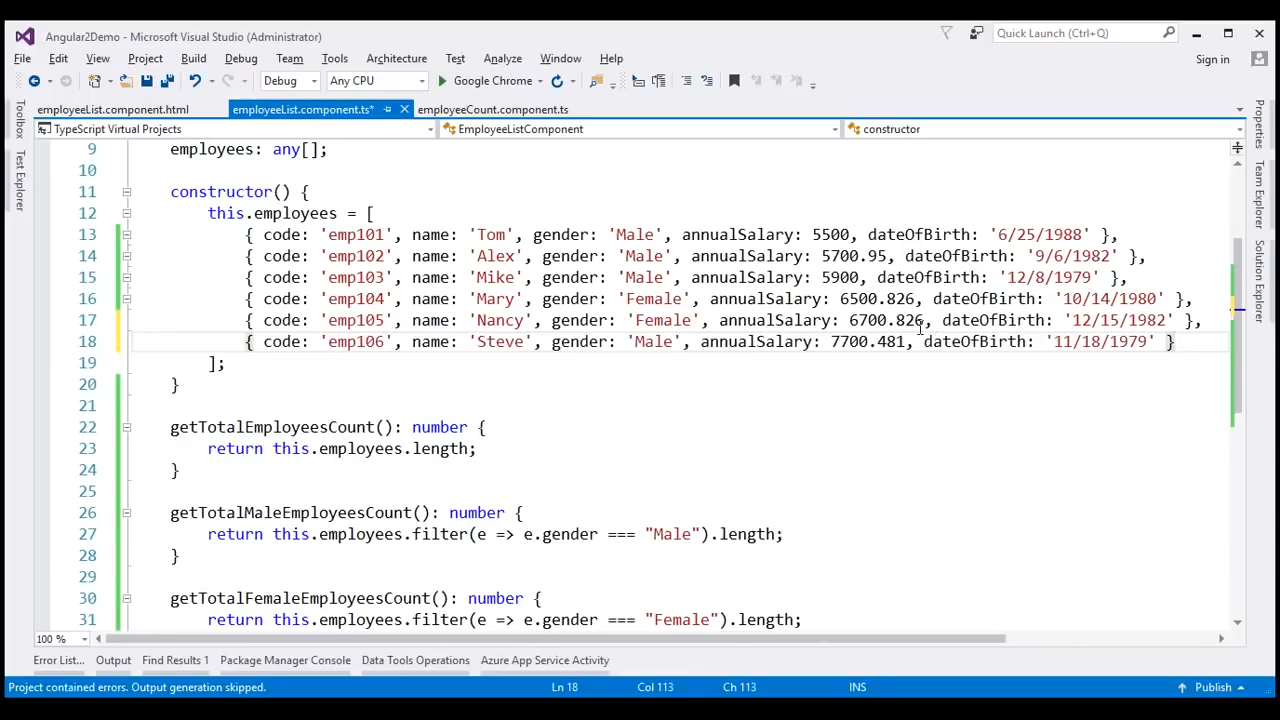 Angular2Demo - Microsoft Visual Studio (Administrator)
Quick Launch (Ctrl+Q)
File Edit View Project Build Debug Team Tools Architecture Test Analyze Window Help
Sign in
Debug Any CPU Google Chrome
employeeList.component.html employeeList.component.ts* employeeCount.component.ts
TypeScript Virtual Projects EmployeeListComponent constructor
Toolbox
Test Explorer
Properties
Team Explorer
Solution Explorer
9 employees: any[];
10
11 constructor() {
12 this.employees = [
13 { code: 'emp101', name: 'Tom', gender: 'Male', annualSalary: 5500, dateOfBirth: '6/25/1988' },
14 { code: 'emp102', name: 'Alex', gender: 'Male', annualSalary: 5700.95, dateOfBirth: '9/6/1982' },
15 { code: 'emp103', name: 'Mike', gender: 'Male', annualSalary: 5900, dateOfBirth: '12/8/1979' },
16 { code: 'emp104', name: 'Mary', gender: 'Female', annualSalary: 6500.826, dateOfBirth: '10/14/1980' },
17 { code: 'emp105', name: 'Nancy', gender: 'Female', annualSalary: 6700.826, dateOfBirth: '12/15/1982' },
18 { code: 'emp106', name: 'Steve', gender: 'Male', annualSalary: 7700.481, dateOfBirth: '11/18/1979' }
19 ];
20 }
21
22 getTotalEmployeesCount(): number {
23 return this.employees.length;
24 }
25
26 getTotalMaleEmployeesCount(): number {
27 return this.employees.filter(e => e.gender === "Male").length;
28 }
29
30 getTotalFemaleEmployeesCount(): number {
31 return this.employees.filter(e => e.gender === "Female").length;
100 %
Error List... Output Find Results 1 Package Manager Console Data Tools Operations Azure App Service Activity
Project contained errors. Output generation skipped. Ln 18 Col 113 Ch 113 INS Publish